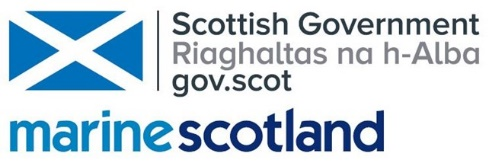 Scottish Government
Riaghaltas na h-Alba
gov.scot
marinescotland